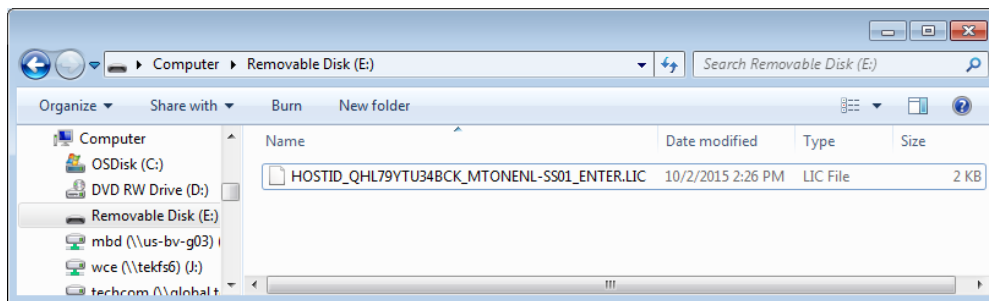 Computer Removable Disk (E:) Search Removable Disk (E:)
Organize Share with Burn New folder
Computer
OSDisk (C:)
DVD RW Drive (D:)
Removable Disk (E:)
mbd (\\us-bv-g03) (
wce (\\tekfs6) (J:)
techcom (\\global.t
Name Date modified Type Size
HOSTID_QHL79YTU34BCK_MTONENL-SS01_ENTER.LIC 10/2/2015 2:26 PM LIC File 2 KB